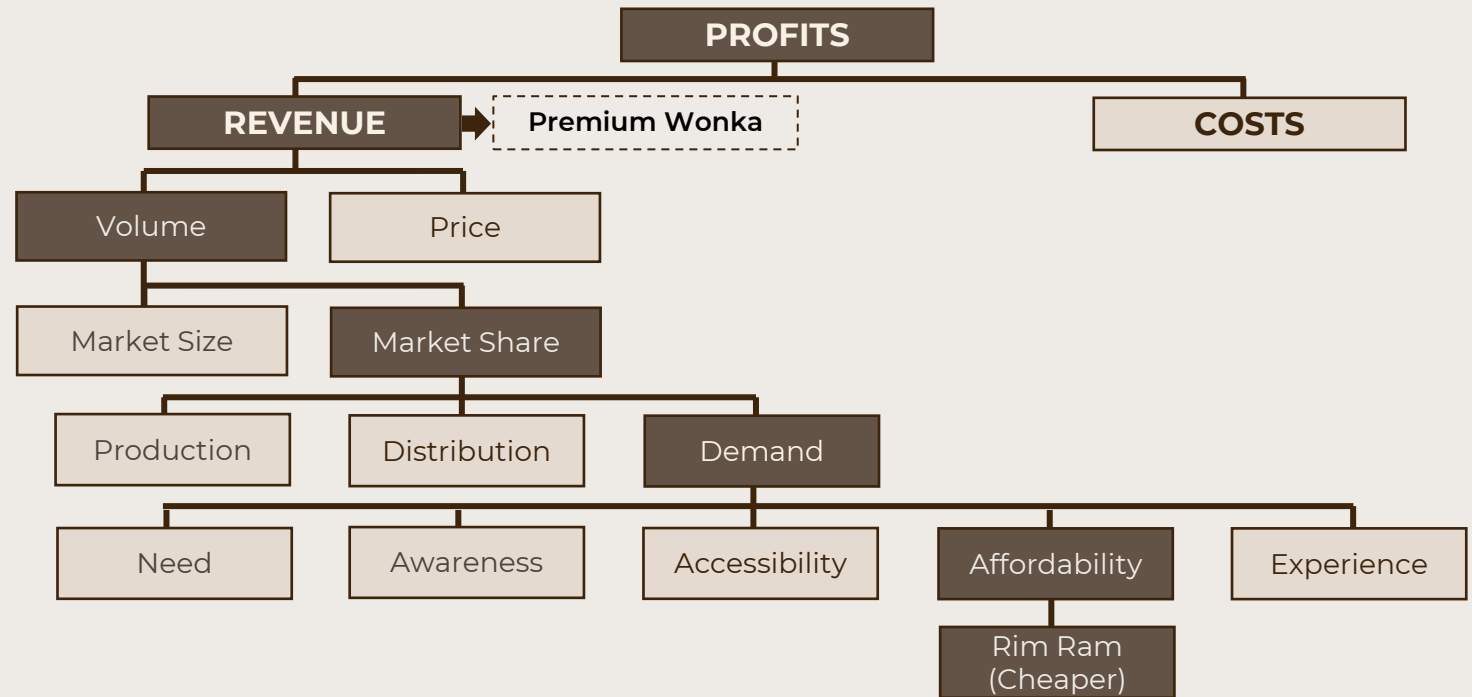 PROFITS
REVENUE
Premium Wonka
COSTS
Volume
Price
Market Size
Market Share
Production
Distribution
Demand
Need
Awareness
Accessibility
Affordability
Experience
Rim Ram
(Cheaper)